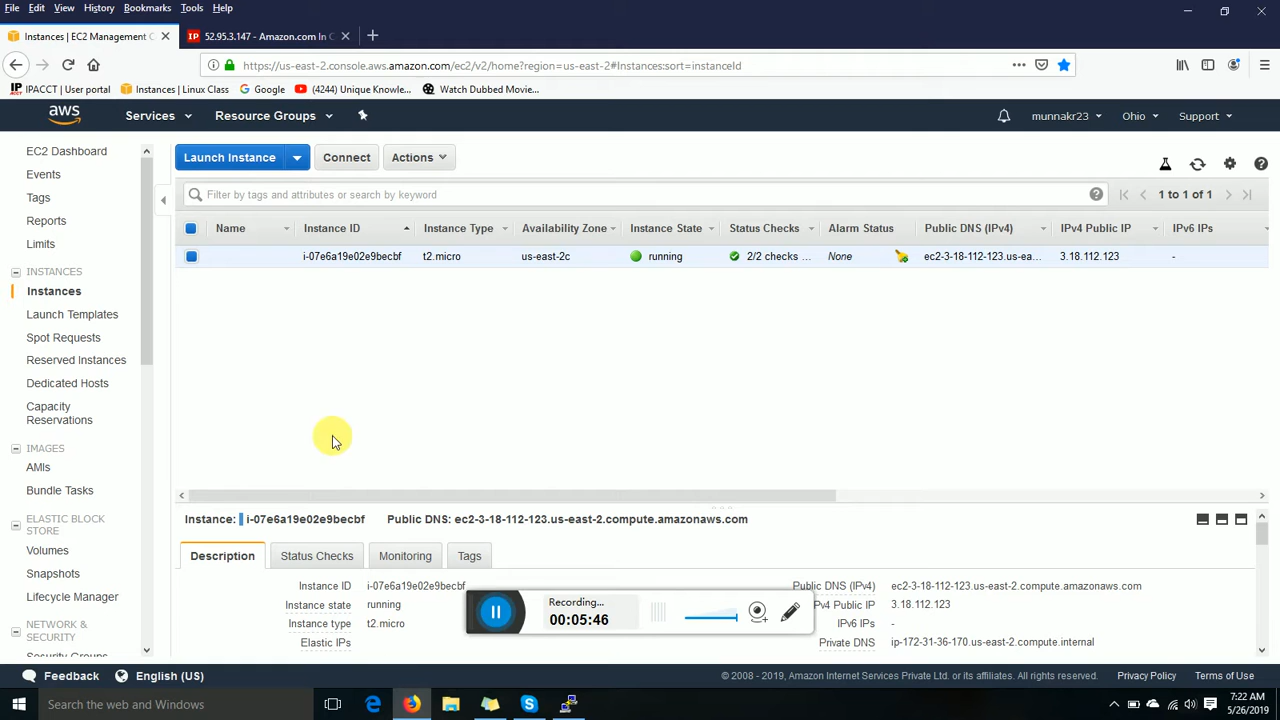 File Edit View History Bookmarks Tools Help
Instances | EC2 Management C × IP 52.95.3.147 - Amazon.com In C × +
https://us-east-2.console.aws.amazon.com/ec2/v2/home?region=us-east-2#Instances:sort=instanceId
IPACCT IPACCT | User portal Instances | Linux Class Google (4244) Unique Knowle... Watch Dubbed Movie...
aws Services Resource Groups munnakr23 Ohio Support
EC2 Dashboard
Events
Tags
Reports
Limits
INSTANCES
Instances
Launch Templates
Spot Requests
Reserved Instances
Dedicated Hosts
Capacity
Reservations
IMAGES
AMIs
Bundle Tasks
ELASTIC BLOCK
STORE
Volumes
Snapshots
Lifecycle Manager
NETWORK &
SECURITY
Security Groups
Launch Instance Connect Actions
Filter by tags and attributes or search by keyword 1 to 1 of 1
Name Instance ID Instance Type Availability Zone Instance State Status Checks Alarm Status Public DNS (IPv4) IPv4 Public IP IPv6 IPs
i-07e6a19e02e9becbf t2.micro us-east-2c running 2/2 checks ... None ec2-3-18-112-123.us-ea... 3.18.112.123 -
Instance: i-07e6a19e02e9becbf Public DNS: ec2-3-18-112-123.us-east-2.compute.amazonaws.com
Description Status Checks Monitoring Tags
Instance ID i-07e6a19e02e9becbf Public DNS (IPv4) ec2-3-18-112-123.us-east-2.compute.amazonaws.com
Instance state running Pv4 Public IP 3.18.112.123
Instance type t2.micro IPv6 IPs -
Elastic IPs Private DNS ip-172-31-36-170.us-east-2.compute.internal
Recording...
00:05:46
Feedback English (US) © 2008 - 2019, Amazon Internet Services Private Ltd. or its affiliates. All rights reserved. Privacy Policy Terms of Use
Search the web and Windows
7:22 AM
5/26/2019